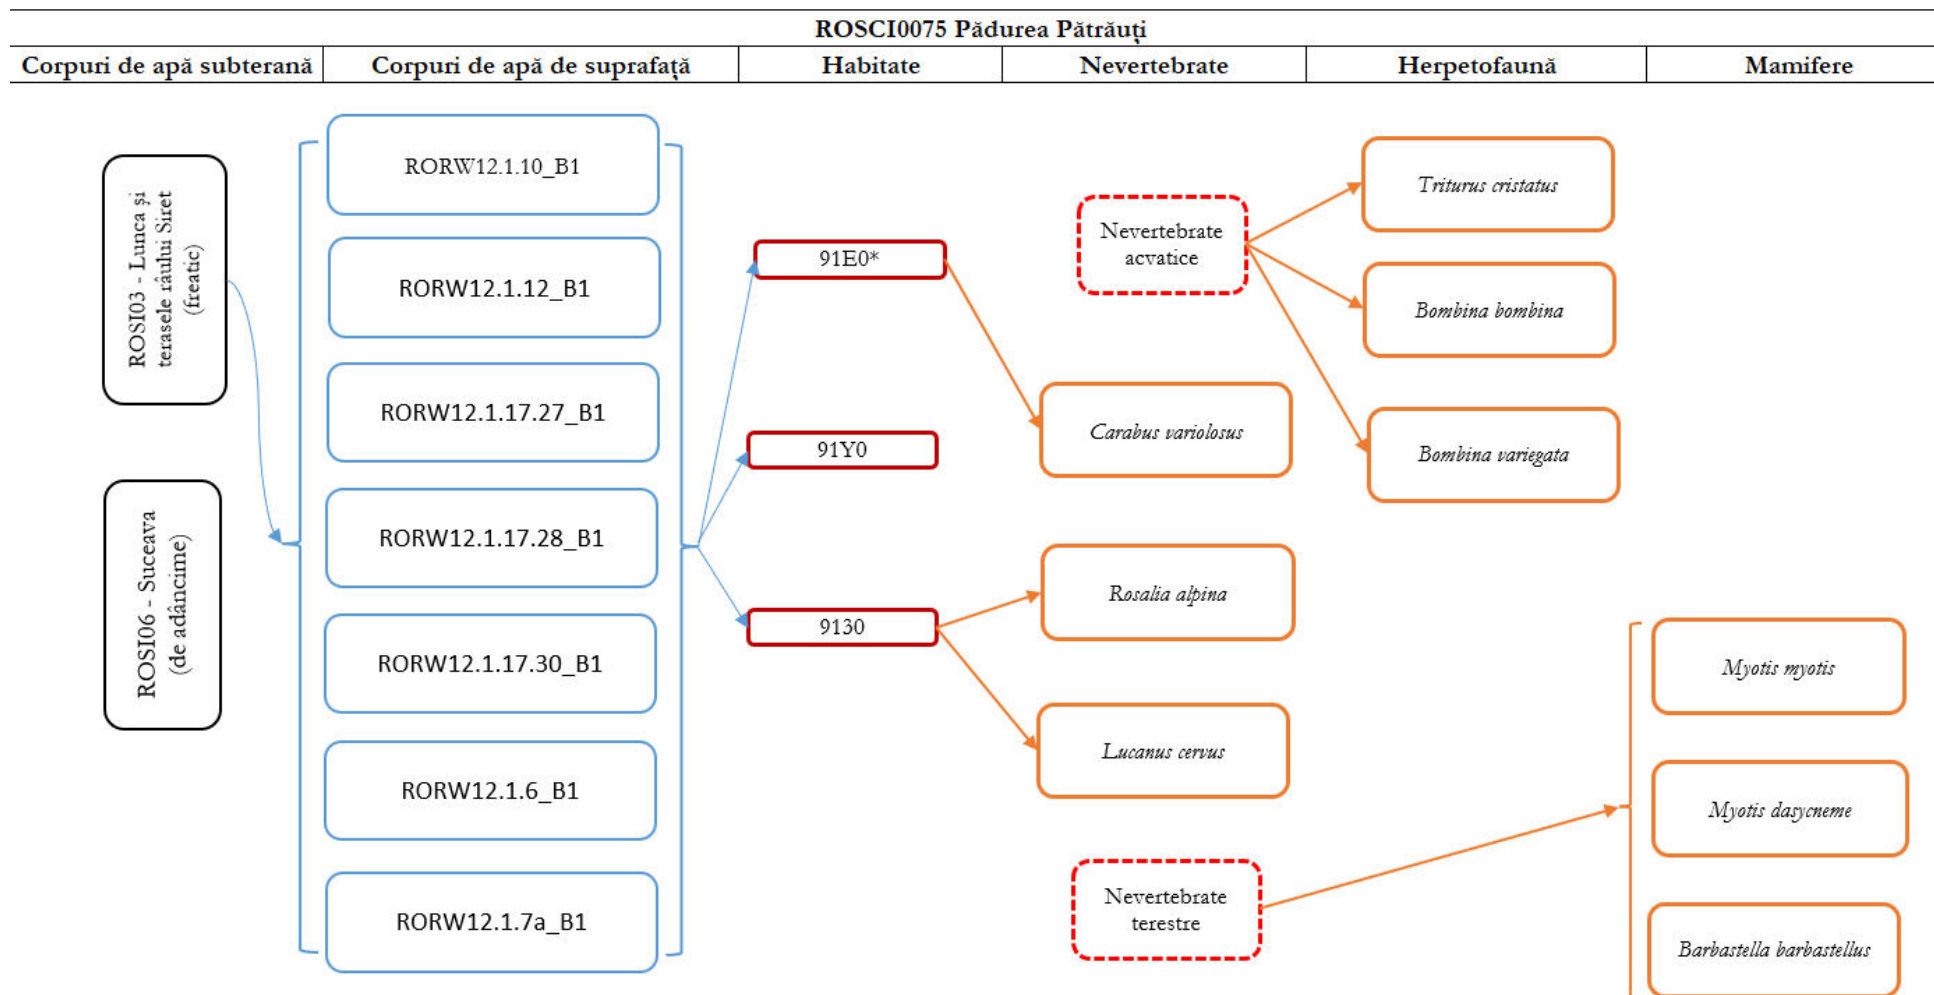 ROSCI0075 Pădurea Pătrăuți
Corpuri de apă subterană
Corpuri de apă de suprafață
Habitate
Nevertebrate
Herpetofaună
Mamifere
ROSI03 - Lunca și
terasele râului Siret
(freatic)
ROSI06 - Suceava
(de adâncime)
RORW12.1.10_B1
RORW12.1.12_B1
RORW12.1.17.27_B1
RORW12.1.17.28_B1
RORW12.1.17.30_B1
RORW12.1.6_B1
RORW12.1.7a_B1
91E0*
91Y0
9130
Nevertebrate
acvatice
Carabus variolosus
Rosalia alpina
Lucanus cervus
Nevertebrate
terestre
Triturus cristatus
Bombina bombina
Bombina variegata
Myotis myotis
Myotis dasycneme
Barbastella barbastellus